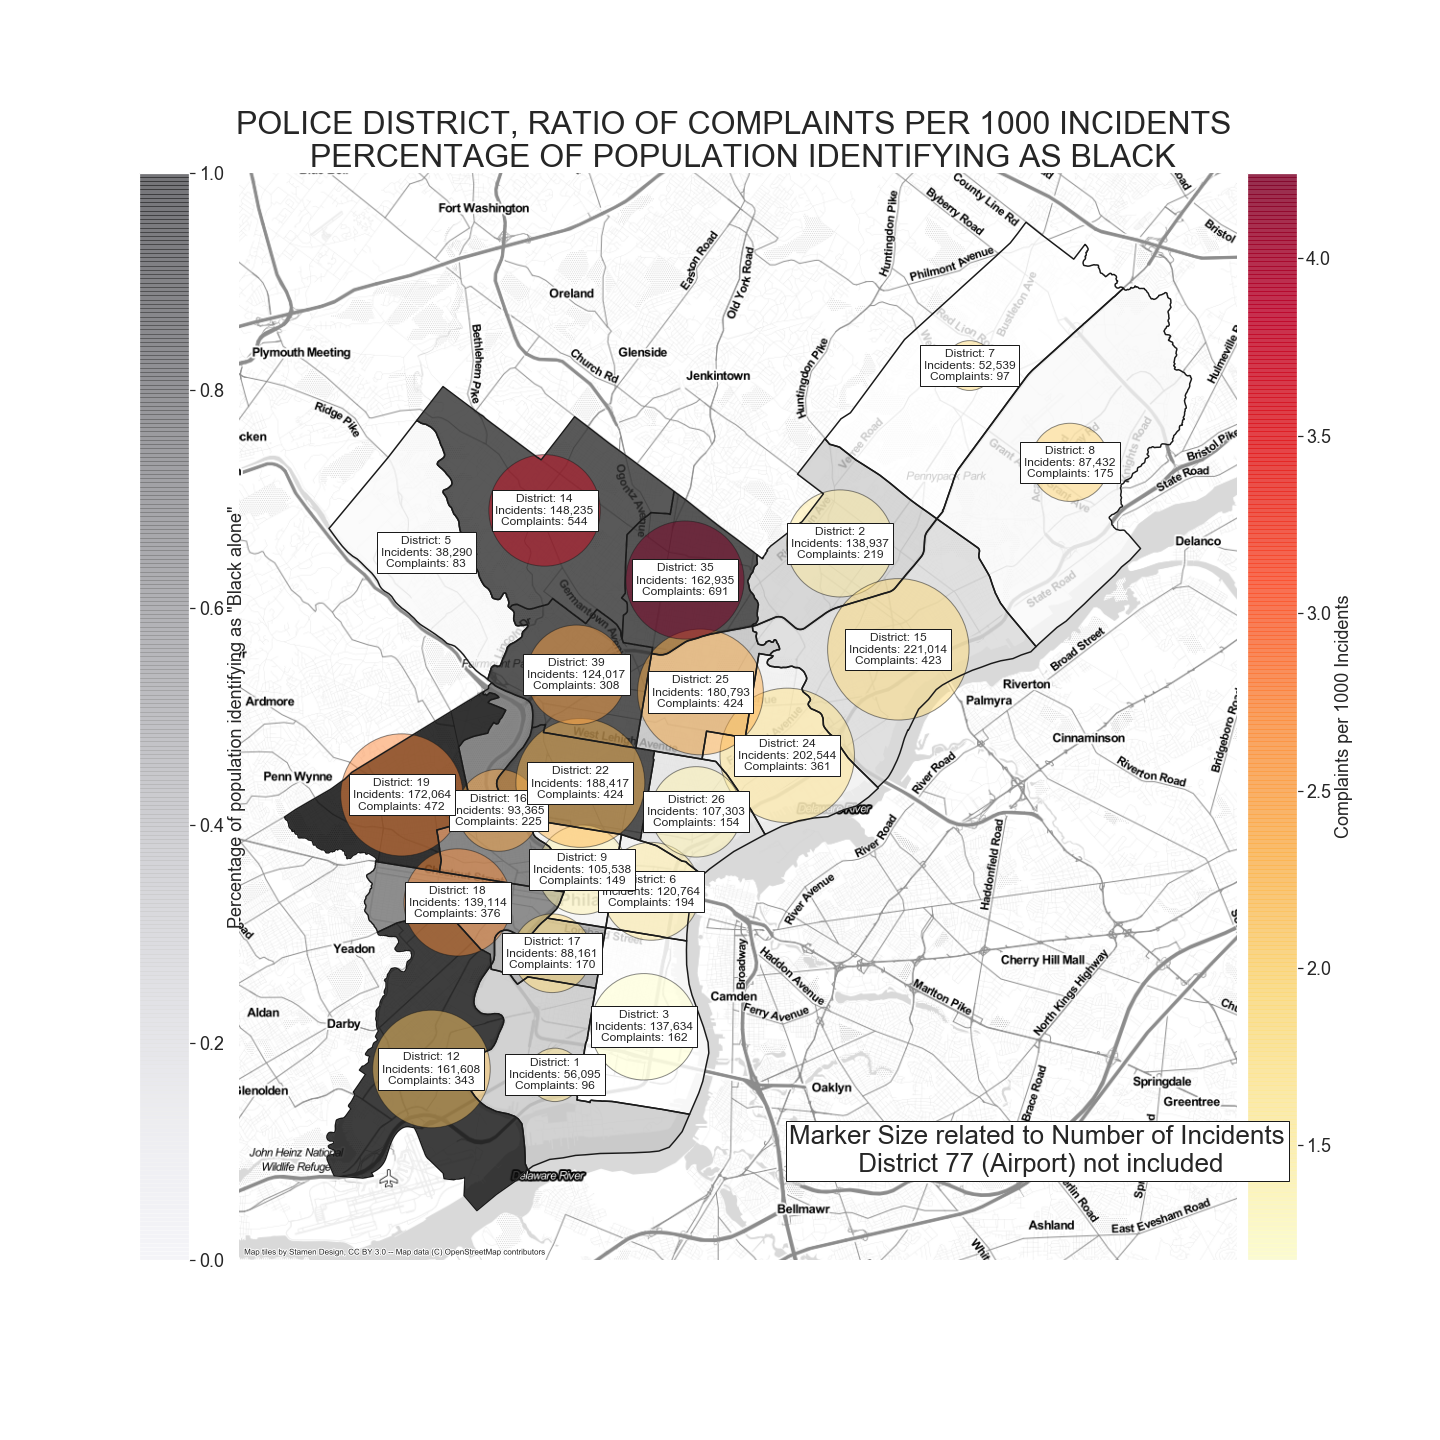 POLICE DISTRICT, RATIO OF COMPLAINTS PER 1000 INCIDENTS
PERCENTAGE OF POPULATION IDENTIFYING AS BLACK
1.0
0.8
0.6
0.4
0.2
0.0
Percentage of population identifying as "Black alone"
Fort Washington
Oreland
Plymouth Meeting
Bethlehem Pike
Church Rd
Glenside
Jenkintown
Easton Road
Old York Road
Huntingdon Pike
Huntingdon Pike
Philmont Avenue
Byberry Road
County Line Rd
Bristol
Ridge Pike
Bustleton Ave
Red Lion
Verree Road
Pennypack Park
Bristol Pike
State Road
State Road
Delanco
Ogontz Avenue
Germantown Ave
District: 7
Incidents: 52,539
Complaints: 97
District: 8
Incidents: 87,432
Complaints: 175
District: 14
Incidents: 148,235
Complaints: 544
District: 5
Incidents: 38,290
Complaints: 83
District: 2
Incidents: 138,937
Complaints: 219
District: 35
Incidents: 162,935
Complaints: 691
District: 15
Incidents: 221,014
Complaints: 423
District: 39
Incidents: 124,017
Complaints: 308
District: 25
Incidents: 180,793
Complaints: 424
District: 24
Incidents: 202,544
Complaints: 361
West Lehigh Avenue
District: 22
Incidents: 188,417
Complaints: 424
District: 19
Incidents: 172,064
Complaints: 472
District: 16
Incidents: 93,365
Complaints: 225
District: 26
Incidents: 107,303
Complaints: 154
District: 9
Incidents: 105,538
Complaints: 149
District: 6
Incidents: 120,764
Complaints: 194
District: 18
Incidents: 139,114
Complaints: 376
District: 17
Incidents: 88,161
Complaints: 170
District: 3
Incidents: 137,634
Complaints: 162
District: 12
Incidents: 161,608
Complaints: 343
District: 1
Incidents: 56,095
Complaints: 96
Ardmore
Penn Wynne
Yeadon
Aldan
Darby
Glenolden
John Heinz National
Wildlife Refuge
Delaware River
Delaware River
Broad Street
Riverton
Palmyra
Cinnaminson
Riverton Road
Bridgeboro Road
River Road
River Road
River Avenue
Haddonfield Road
Broadway
Haddon Avenue
Camden
Ferry Avenue
Cherry Hill Mall
Marlton Pike
North Kings Highway
Oaklyn
Brace Road
Springdale
Greentree
Bellmawr
Ashland
East Evesham Road
Marker Size related to Number of Incidents
District 77 (Airport) not included
Map tiles by Stamen Design, CC BY 3.0 -- Map data (C) OpenStreetMap contributors
4.0
3.5
3.0
2.5
2.0
1.5
Complaints per 1000 Incidents